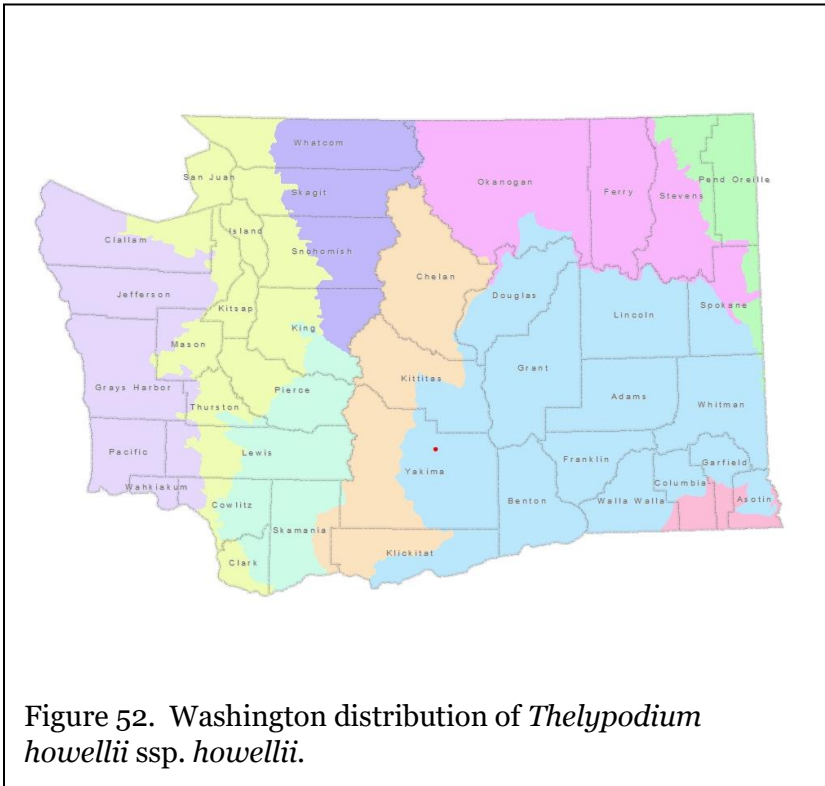 Whatcom
San Juan
Skagit
Okanogan
Ferry
Stevens
Pend Oreille
Clallam
Island
Snohomish
Chelan
Jefferson
Kitsap
Douglas
Lincoln
Spokane
King
Mason
Grant
Kittitas
Grays Harbor
Pierce
Thurston
Adams
Whitman
Pacific
Lewis
Yakima
Franklin
Garfield
Columbia
Wahkiakum
Cowlitz
Benton
Walla Walla
Asotin
Skamania
Klickitat
Clark
Figure 52. Washington distribution of Thelypodium
howellii ssp. howellii.